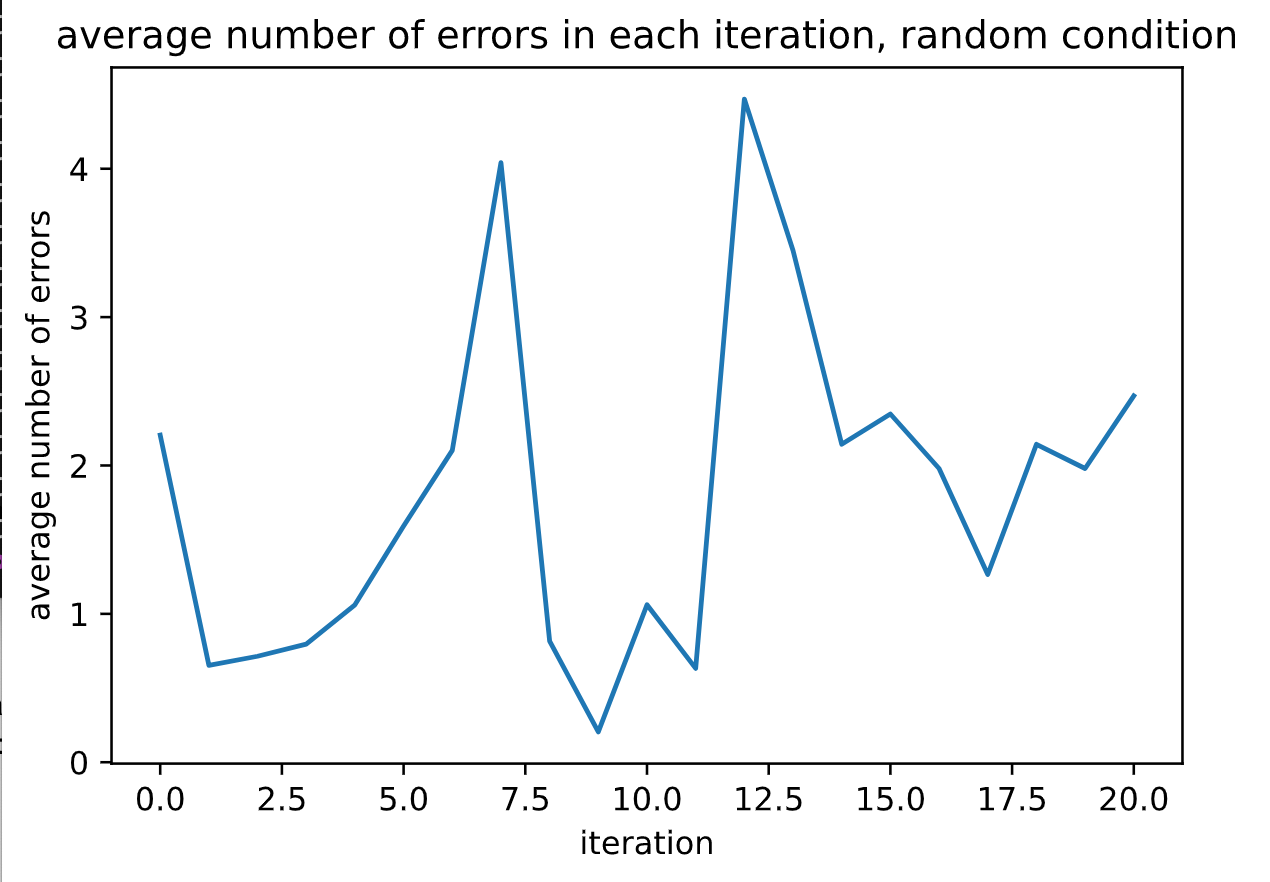 average number of errors in each iteration, random condition
average number of errors
4
3
2
1
0
0.0 2.5 5.0 7.5 10.0 12.5 15.0 17.5 20.0
iteration